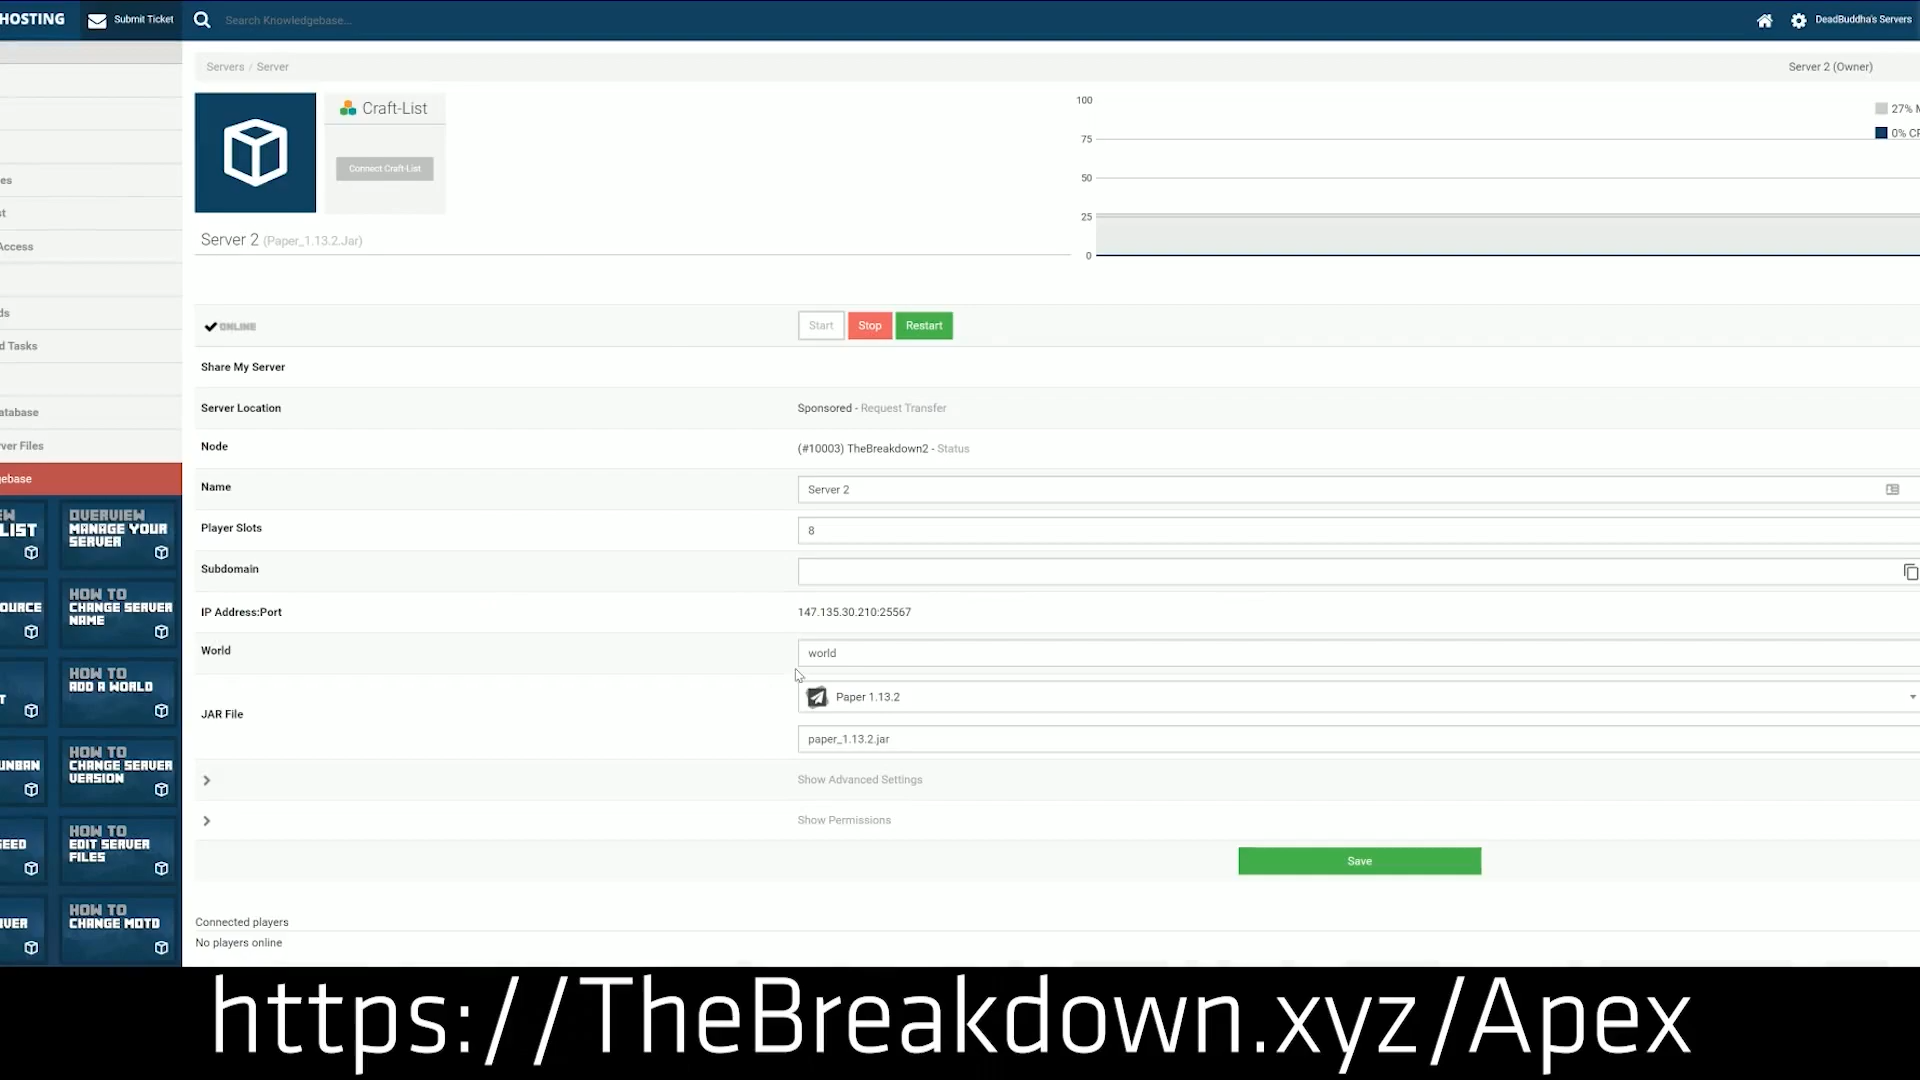 HOSTING
Submit Ticket
Search Knowledgebase...
DeadBuddha's Servers
Servers / Server
Server 2 (Owner)
Craft-List
Connect Craft-List
Server 2 (Paper_1.13.2.Jar)
100
75
50
25
0
27% M
0% CP
es
st
Access
ds
d Tasks
atabase
ver Files
gebase
ONLINE
Start
Stop
Restart
Share My Server
Server Location
Sponsored - Request Transfer
Node
(#10003) TheBreakdown2 - Status
Name
Server 2
Player Slots
8
Subdomain
IP Address:Port
147.135.30.210:25567
World
world
JAR File
Paper 1.13.2
paper_1.13.2.jar
Show Advanced Settings
Show Permissions
Save
Connected players
No players online
EW
LIST
OVERVIEW
MANAGE YOUR
SERVER
OURCE
HOW TO
CHANGE SERVER
NAME
T
HOW TO
ADD A WORLD
UNBAN
HOW TO
CHANGE SERVER
VERSION
SEED
HOW TO
EDIT SERVER
FILES
RVER
HOW TO
CHANGE MOTD
https://TheBreakdown.xyz/Apex